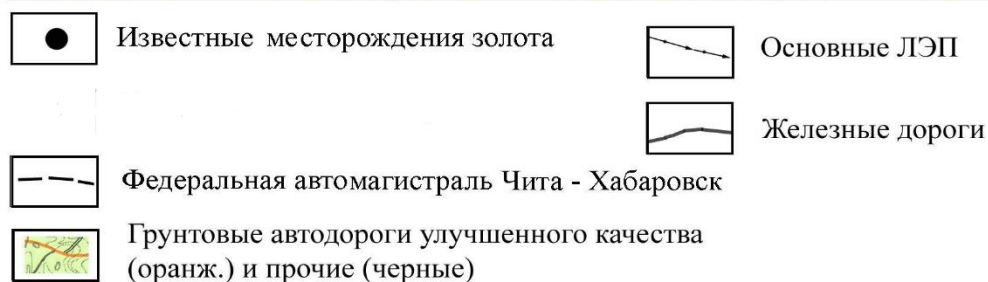 Известные месторождения золота
Основные ЛЭП
Железные дороги
Федеральная автомагистраль Чита - Хабаровск
Грунтовые автодороги улучшенного качества
(оранж.) и прочие (черные)